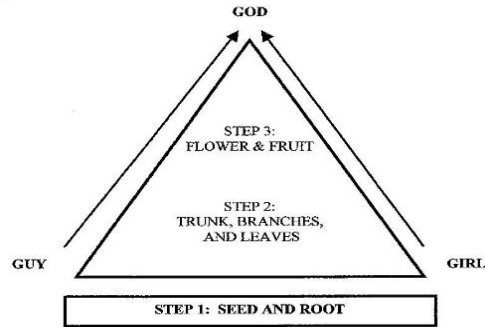 GOD
STEP 3:
FLOWER & FRUIT
STEP 2:
TRUNK, BRANCHES,
AND LEAVES
GUY
GIRL
STEP 1: SEED AND ROOT